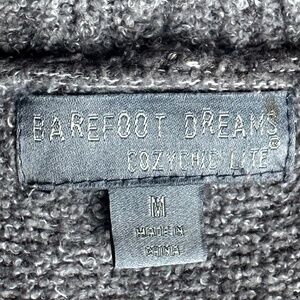 BAREFOOT DREAMS®
COZYCHIC LITE
M
MADE IN
CHINA